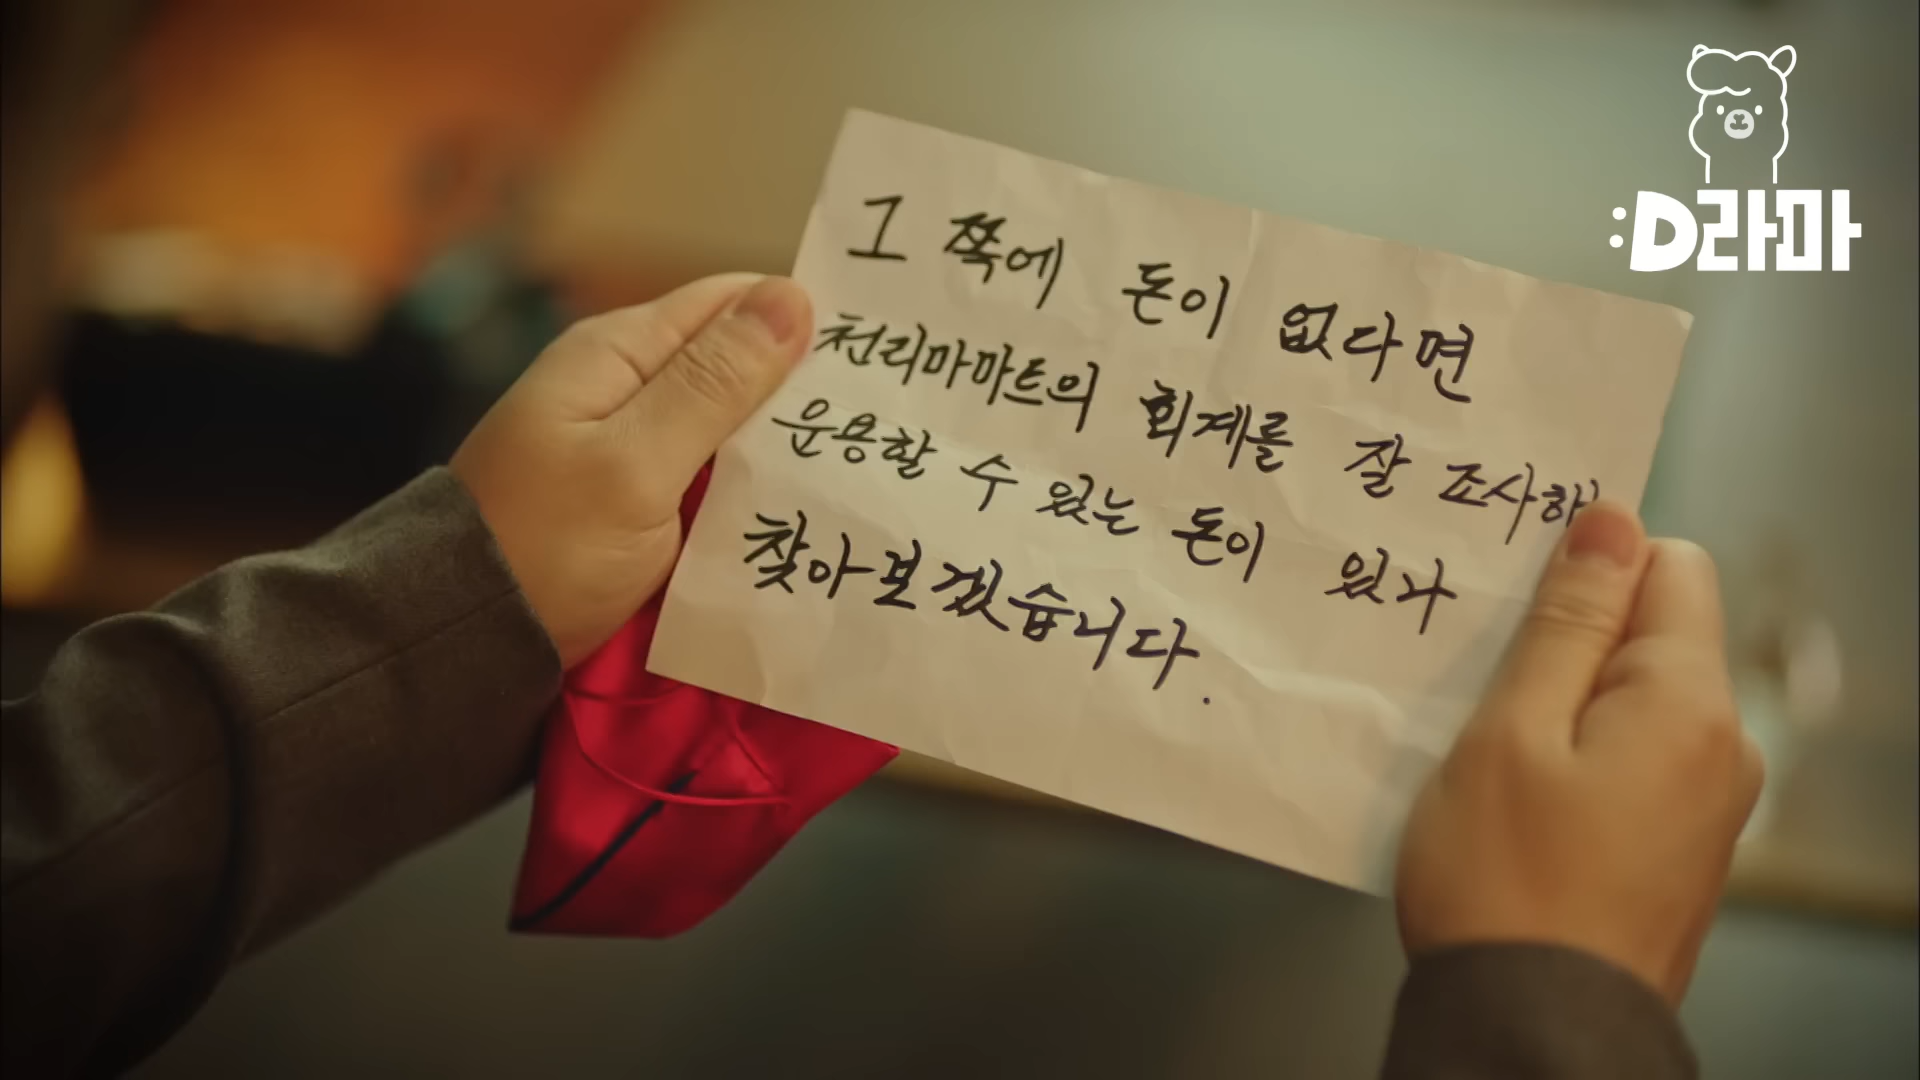 그 쪽에 돈이 없다면
천리마마트의 회계를 잘 조사해
운용할 수 있는 돈이 있나
찾아보겠습니다.
:D라마